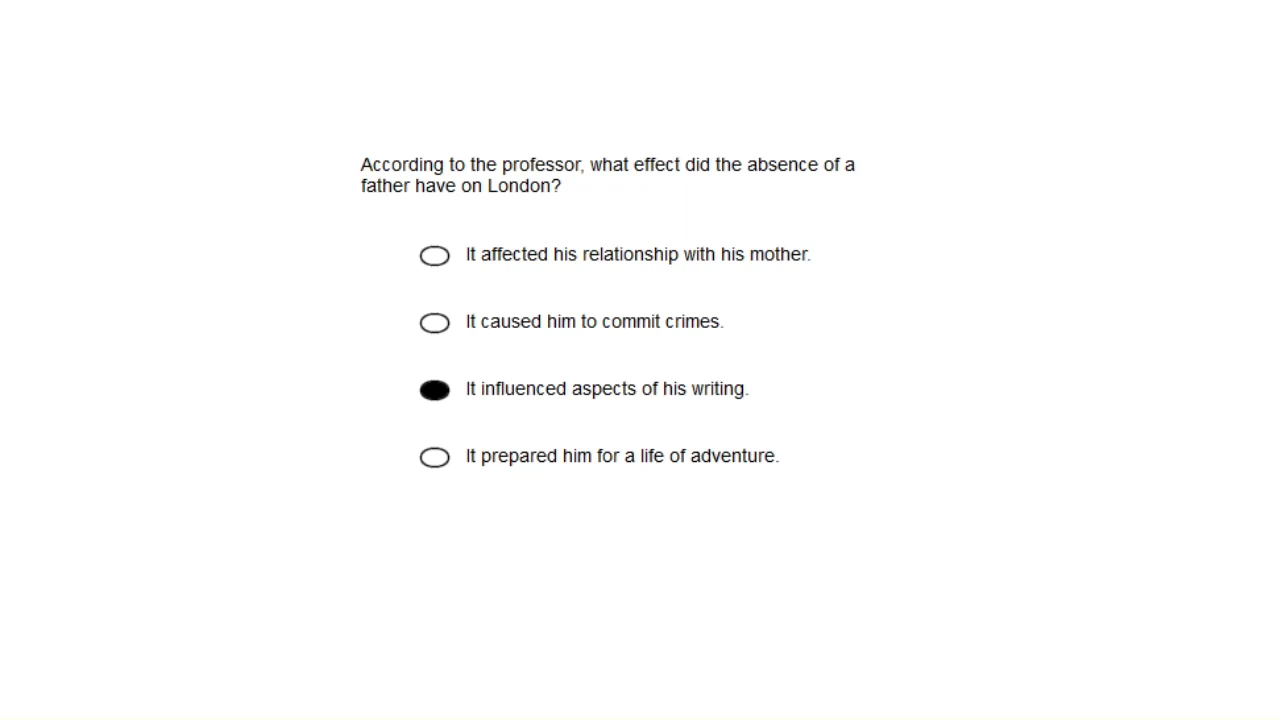 According to the professor, what effect did the absence of a
father have on London?
It affected his relationship with his mother.
It caused him to commit crimes.
It influenced aspects of his writing.
It prepared him for a life of adventure.